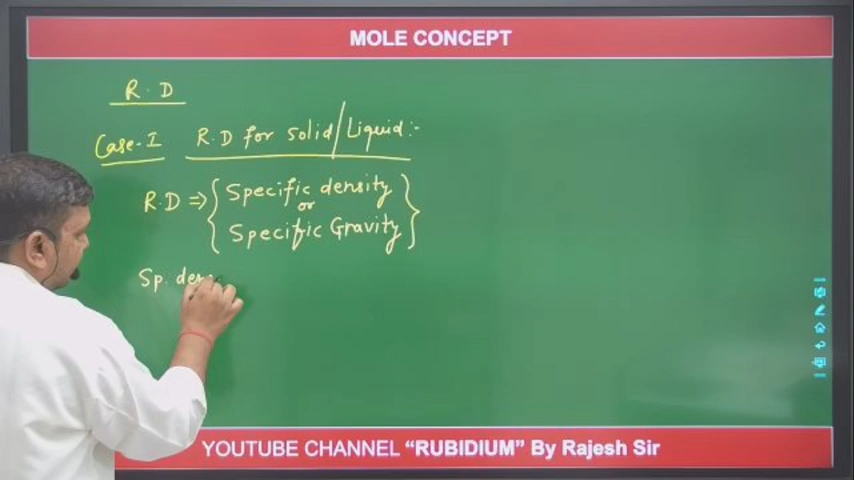 MOLE CONCEPT
R. D
Case-I R.D for solid/Liquid:-
R.D ⇒ { Specific density
or
Specific Gravity }
Sp.
YOUTUBE CHANNEL “RUBIDIUM” By Rajesh Sir